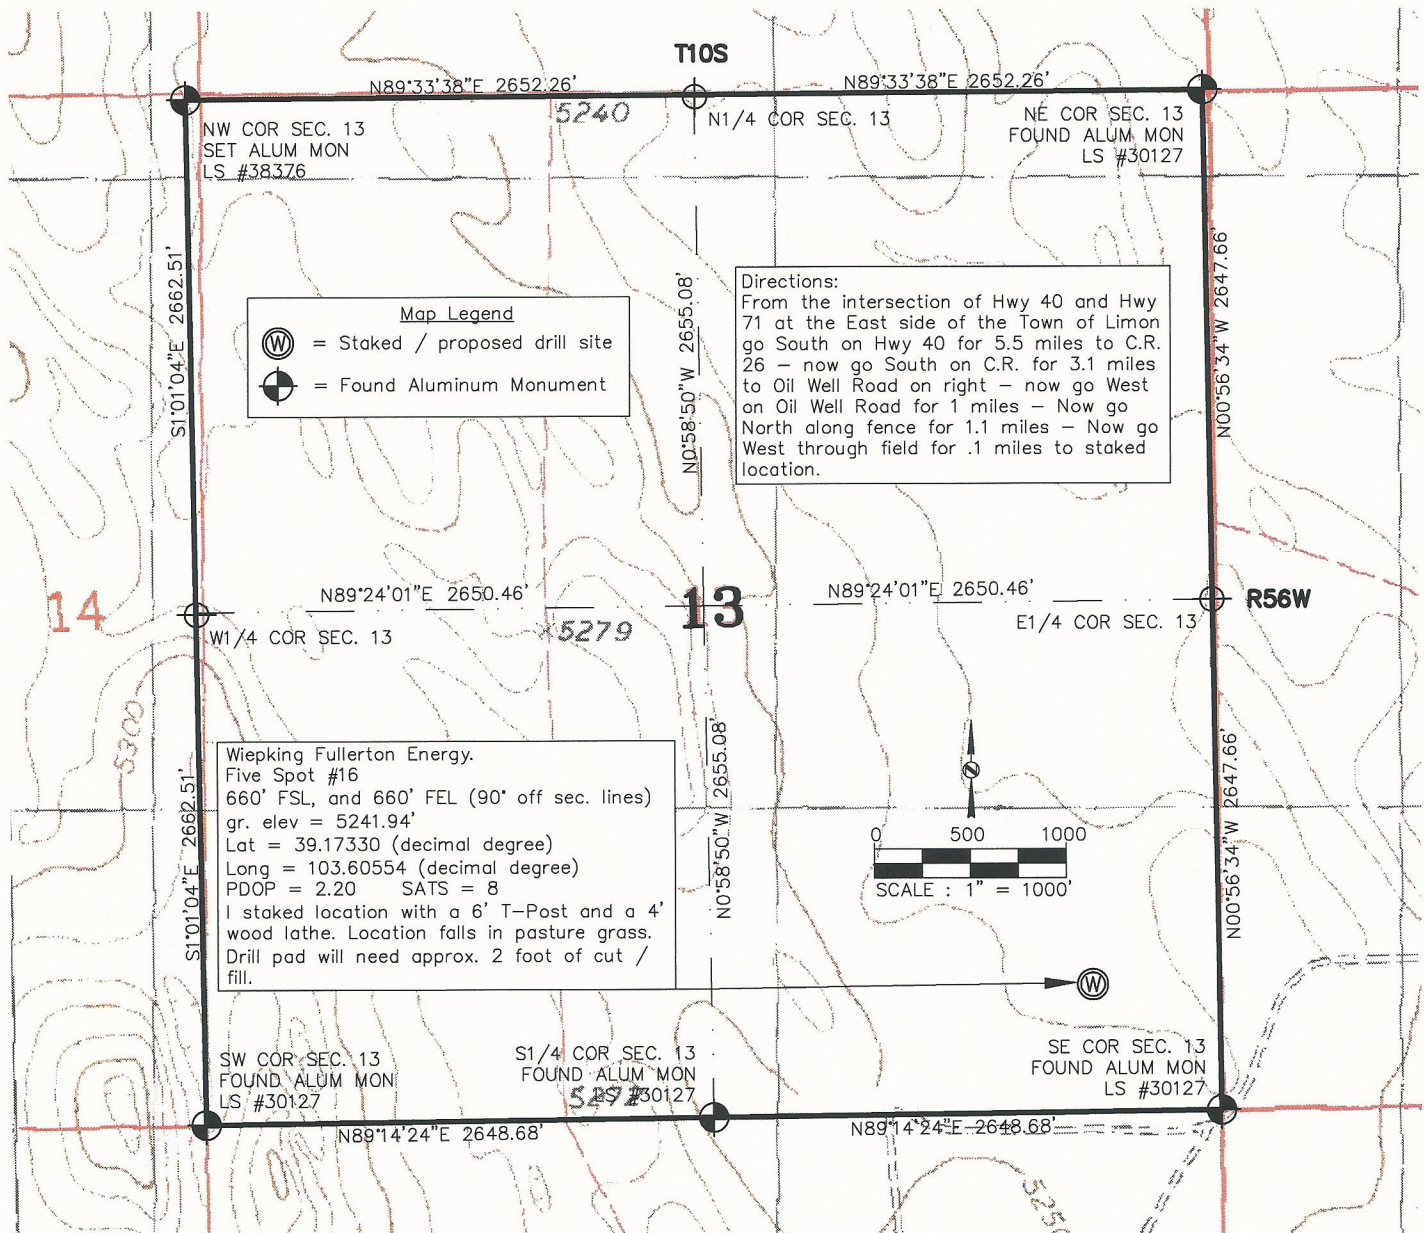 T10S
N89°33'38"E 2652.26'
N89°33'38"E 2652.26'
5240
N1/4 COR SEC. 13
NW COR SEC. 13
SET ALUM MON
LS #38376
NE COR SEC. 13
FOUND ALUM MON
LS #30127
S1°01'04"E 2662.51'
N0°58'50"W 2655.08'
N00°56'34"W 2647.66'
Map Legend
W = Staked / proposed drill site
= Found Aluminum Monument
Directions:
From the intersection of Hwy 40 and Hwy
71 at the East side of the Town of Limon
go South on Hwy 40 for 5.5 miles to C.R.
26 – now go South on C.R. for 3.1 miles
to Oil Well Road on right – now go West
on Oil Well Road for 1 miles – Now go
North along fence for 1.1 miles – Now go
West through field for .1 miles to staked
location.
14
N89°24'01"E 2650.46'
13
N89°24'01"E 2650.46'
R56W
W1/4 COR SEC. 13
5279
E1/4 COR SEC. 13
5300
S1°01'04"E 2662.51'
N0°58'50"W 2655.08'
N00°56'34"W 2647.66'
Wiepking Fullerton Energy.
Five Spot #16
660' FSL, and 660' FEL (90° off sec. lines)
gr. elev = 5241.94'
Lat = 39.17330 (decimal degree)
Long = 103.60554 (decimal degree)
PDOP = 2.20 SATS = 8
I staked location with a 6' T-Post and a 4'
wood lathe. Location falls in pasture grass.
Drill pad will need approx. 2 foot of cut /
fill.
N
0 500 1000
SCALE : 1" = 1000'
W
SW COR SEC. 13
FOUND ALUM MON
LS #30127
S1/4 COR SEC. 13
FOUND ALUM MON
LS #30127
5272
SE COR SEC. 13
FOUND ALUM MON
LS #30127
N89°14'24"E 2648.68'
N89°14'24"E 2648.68'
5250